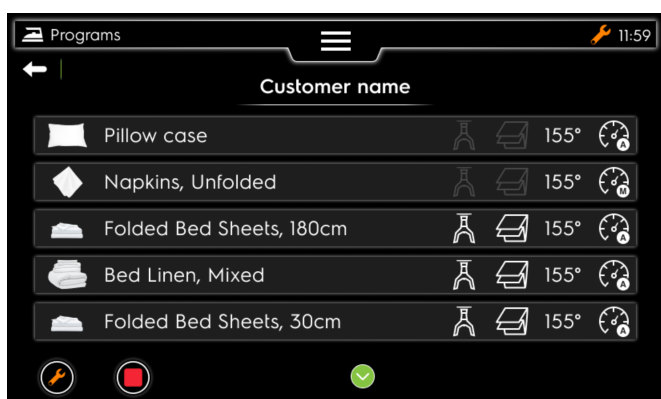 Programs 11:59
Customer name
Pillow case 155° A
Napkins, Unfolded 155° M
Folded Bed Sheets, 180cm 155° A
Bed Linen, Mixed 155° A
Folded Bed Sheets, 30cm 155° A